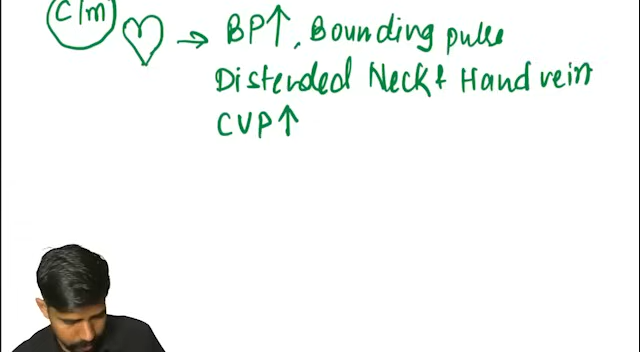 C/m → BP↑, Bounding pulse
Distended Neck & Hand vein
CVP↑